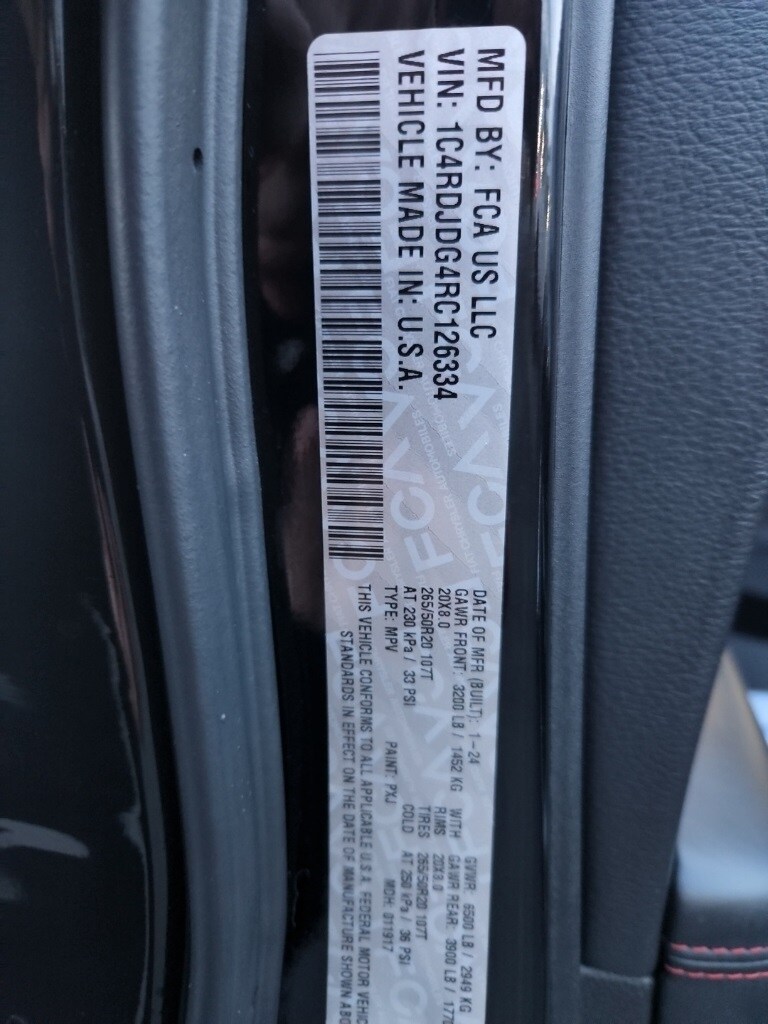 MFD BY: FCA US LLC
VIN: 1C4RDJDG4RC126334
VEHICLE MADE IN: U.S.A.
DATE OF MFR (BUILT): 1-24 GVWR: 6500 LB / 2949 KG
GAWR FRONT: 3200 LB / 1452 KG WITH GAWR REAR: 3900 LB / 1770
20X8.0 RIMS 20X8.0
265/50R20 107T TIRES 265/50R20 107T
AT 230 kPa / 33 PSI COLD AT 250 kPa / 36 PSI
TYPE: MPV PAINT: PXJ MDH: 011917
THIS VEHICLE CONFORMS TO ALL APPLICABLE U.S.A. FEDERAL MOTOR VEHIC
STANDARDS IN EFFECT ON THE DATE OF MANUFACTURE SHOWN ABO